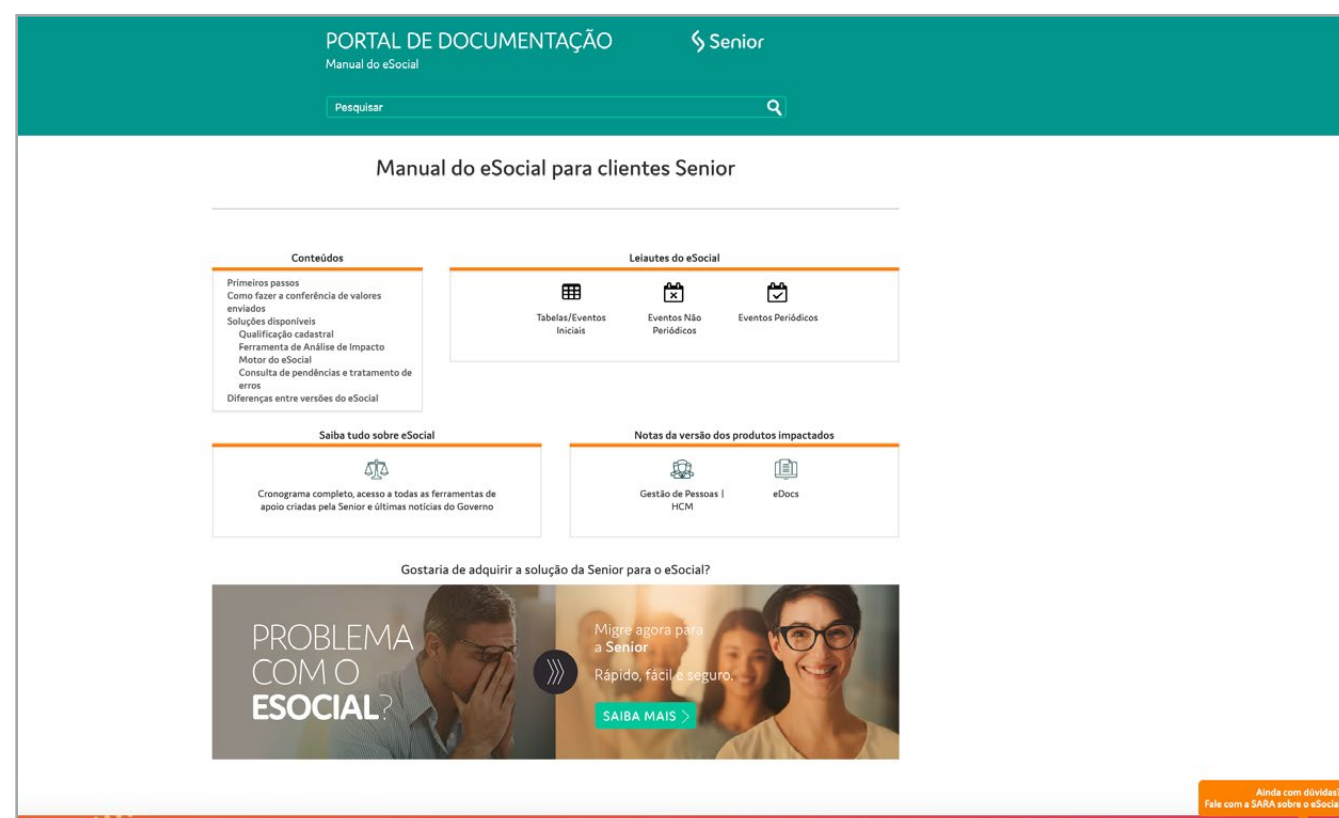 PORTAL DE DOCUMENTAÇÃO
Senior
Manual do eSocial
Pesquisar
Manual do eSocial para clientes Senior
Conteúdos
Primeiros passos
Como fazer a conferência de valores
enviados
Soluções disponíveis
Qualificação cadastral
Ferramenta de Análise de Impacto
Motor do eSocial
Consulta de pendências e tratamento de
erros
Diferenças entre versões do eSocial
Leiautes do eSocial
Tabelas/Eventos
Iniciais
Eventos Não
Periódicos
Eventos Periódicos
Saiba tudo sobre eSocial
Cronograma completo, acesso a todas as ferramentas de
apoio criadas pela Senior e últimas notícias do Governo
Notas da versão dos produtos impactados
Gestão de Pessoas |
HCM
eDocs
Gostaria de adquirir a solução da Senior para o eSocial?
PROBLEMA
COM O
ESOCIAL?
Migre agora para
a Senior
Rápido, fácil e seguro.
SAIBA MAIS
Ainda com dúvidas?
Fale com a SARA sobre o eSocia